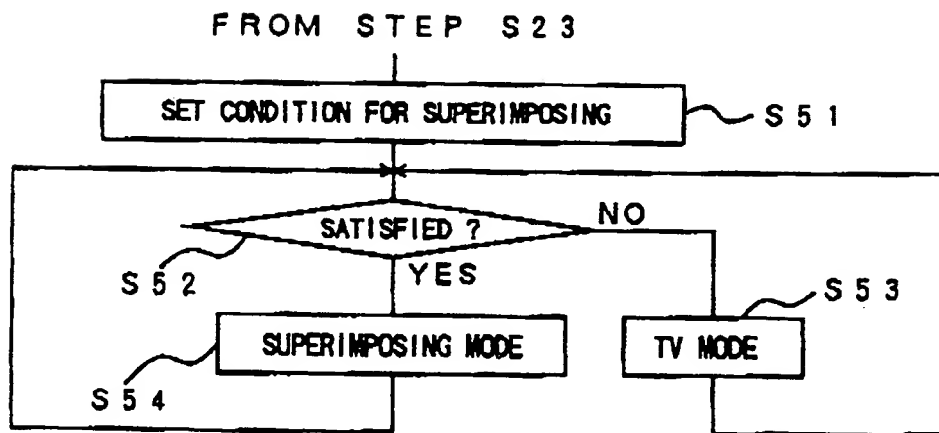 FROM STEP S23
SET CONDITION FOR SUPERIMPOSING
S51
SATISFIED ?
NO
S52
YES
S53
SUPERIMPOSING MODE
TV MODE
S54